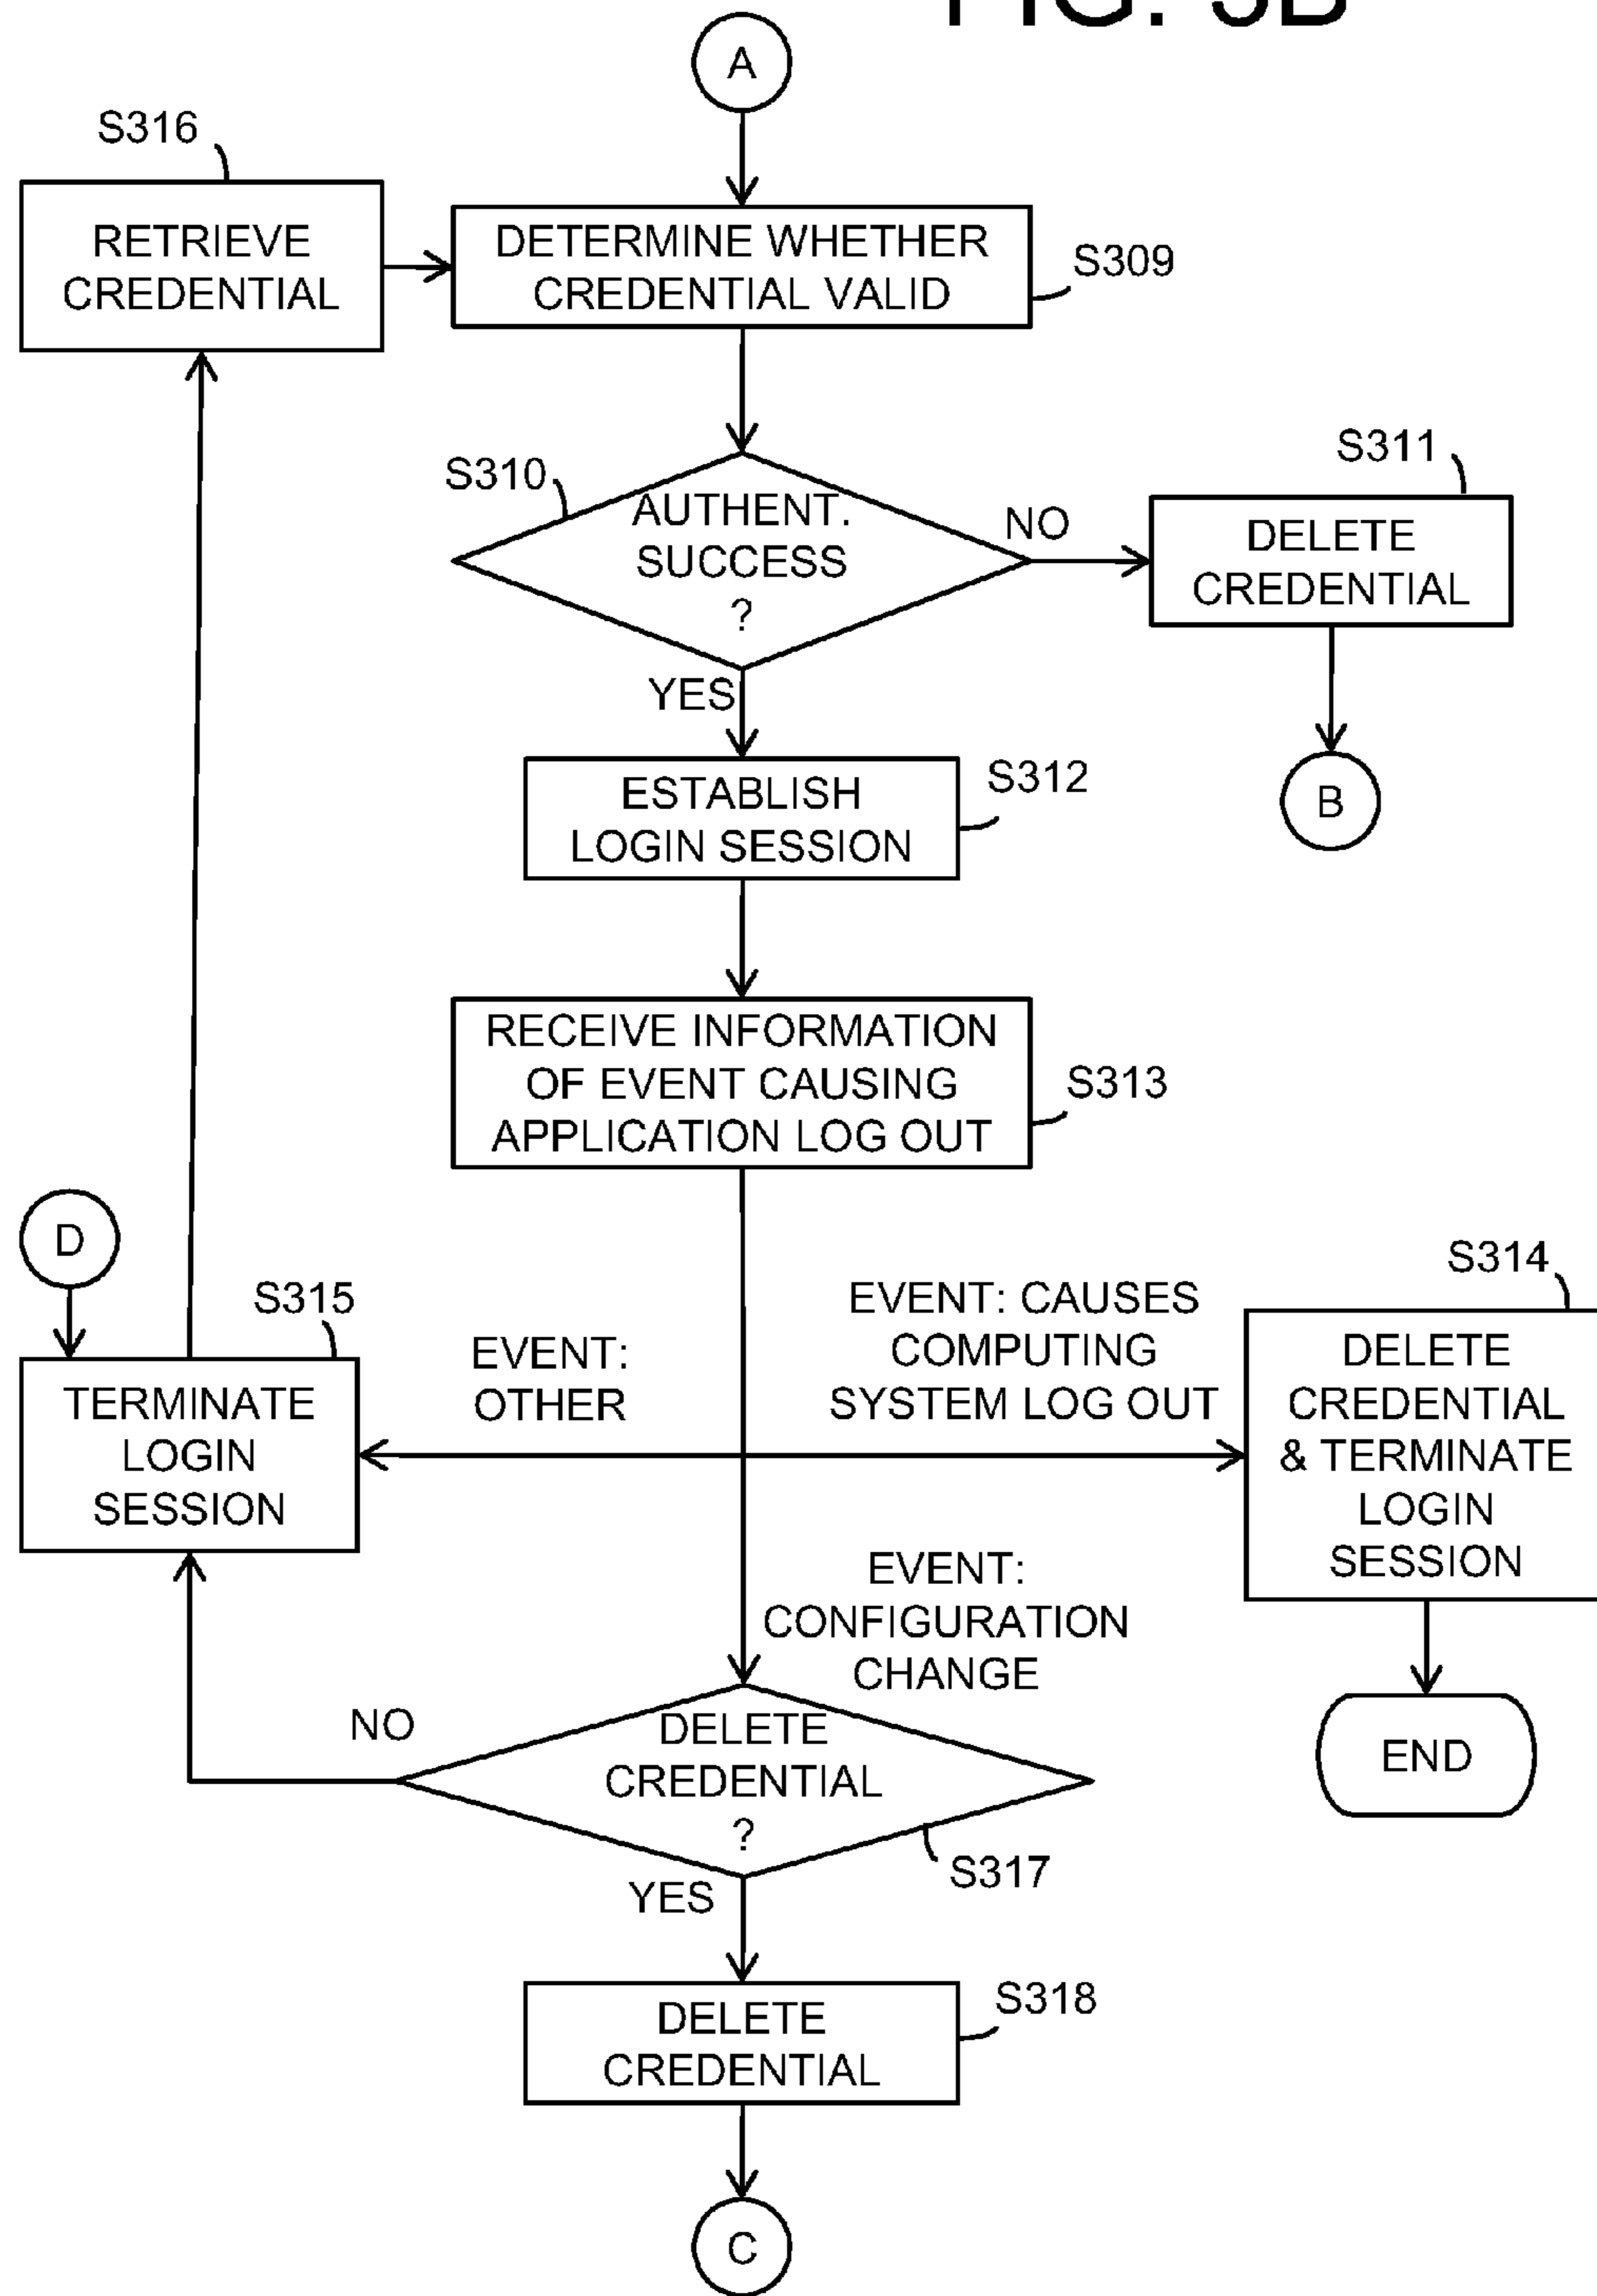 A
S316
RETRIEVE
CREDENTIAL
DETERMINE WHETHER
CREDENTIAL VALID
S309
S310
AUTHENT.
SUCCESS
?
NO
S311
DELETE
CREDENTIAL
YES
B
ESTABLISH
LOGIN SESSION
S312
RECEIVE INFORMATION
OF EVENT CAUSING
APPLICATION LOG OUT
S313
D
S315
TERMINATE
LOGIN
SESSION
EVENT:
OTHER
EVENT: CAUSES
COMPUTING
SYSTEM LOG OUT
S314
DELETE
CREDENTIAL
& TERMINATE
LOGIN
SESSION
EVENT:
CONFIGURATION
CHANGE
END
NO
DELETE
CREDENTIAL
?
S317
YES
DELETE
CREDENTIAL
S318
C